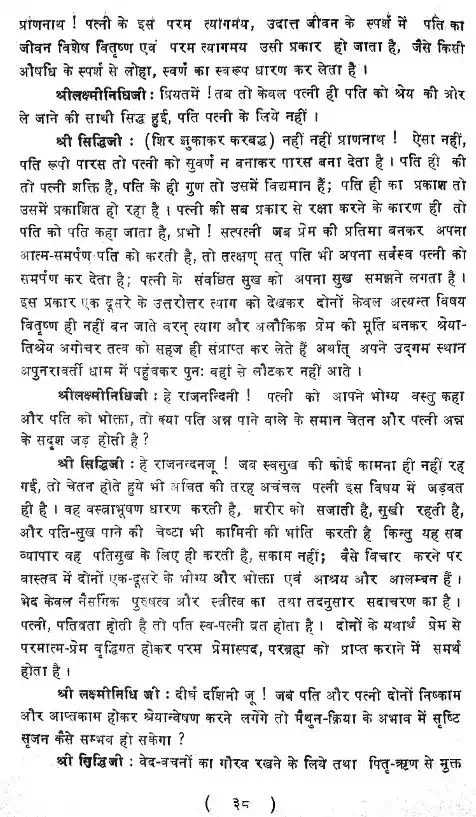 प्राणनाथ ! पत्नी के इस परम त्यागमय, उदात्त जीवन के स्पर्श में पति का
जीवन विशेष वितृष्ण एवं परम त्यागमय उसी प्रकार हो जाता है, जैसे किसी
औषधि के स्पर्श से लोहा, स्वर्ण का स्वरूप धारण कर लेता है ।
श्रीलक्ष्मीनिधिजी : प्रियतमे ! तब तो केवल पत्नी ही पति को श्रेय की ओर
ले जाने की साथी सिद्ध हुई, पति पत्नी के लिये नहीं ।
श्री सिद्धिजी : (शिर झुकाकर करबद्ध) नहीं नहीं प्राणनाथ ! ऐसा नहीं,
पति रूपी पारस तो पत्नी को सुवर्ण न बनाकर पारस बना देता है । पति ही की
तो पत्नी शक्ति है, पति के ही गुण तो उसमें विद्यमान हैं; पति ही का प्रकाश तो
उसमें प्रकाशित हो रहा है । पत्नी की सब प्रकार से रक्षा करने के कारण ही तो
पति को पति कहा जाता है, प्रभो ! सत्पत्नी जब प्रेम की प्रतिमा बनकर अपना
आत्म-समर्पण पति को करती है, तो तत्क्षण सत् पति भी अपना सर्वस्व पत्नी को
समर्पण कर देता है; पत्नी के संवर्धित सुख को अपना सुख समझने लगता है ।
इस प्रकार एक दूसरे के उत्तरोत्तर त्याग को देखकर दोनों केवल अत्यन्त विषय
वितृष्ण ही नहीं बन जाते वरन् त्याग और अलौकिक प्रेम की मूर्ति बनकर श्रेया-
तिश्रेय अगोचर तत्व को सहज ही संप्राप्त कर लेते हैं अर्थात् अपने उद्गम स्थान
अपुनरावर्ती धाम में पहुंचकर पुनः वहां से लौटकर नहीं आते ।
श्रीलक्ष्मीनिधिजी : हे राजनन्दिनी ! पत्नी को आपने भोग्य वस्तु कहा
और पति को भोक्ता, तो क्या पति अन्न पाने वाले के समान चेतन और पत्नी अन्न
के सदृश जड़ होती है ?
श्री सिद्धिजी : हे राजनन्दनजू ! जब स्वसुख की कोई कामना ही नहीं रह
गई, तो चेतन होते हुये भी अचित की तरह अचंचल पत्नी इस विषय में जड़वत
ही है । वह वस्त्राभूषण धारण करती है, शरीर को सजाती है, सुखी रहती है,
और पति-सुख पाने की चेष्टा भी कामिनी की भांति करती है किन्तु यह सब
व्यापार वह पतिसुख के लिए ही करती है, सकाम नहीं; वैसे विचार करने पर
वास्तव में दोनों एक-दूसरे के भोग्य और भोक्ता एवं आश्रय और आलम्बन हैं ।
भेद केवल नैसर्गिक पुरुषत्व और स्त्रीत्व का तथा तदनुसार सदाचरण का है ।
पत्नी, पतिव्रता होती है तो पति स्व-पत्नी व्रत होता है । दोनों के यथार्थ प्रेम से
परमात्म-प्रेम वृद्धिगत होकर परम प्रेमास्पद, परब्रह्म को प्राप्त कराने में समर्थ
होता है ।
श्री लक्ष्मीनिधि जी : दीर्घ दर्शिनी जू ! जब पति और पत्नी दोनों निष्काम
और आप्तकाम होकर श्रेयान्वेषण करने लगेंगे तो मैथुन-क्रिया के अभाव में सृष्टि
सृजन कैसे सम्भव हो सकेगा ?
श्री सिद्धिजी : वेद-वचनों का गौरव रखने के लिये तथा पितृ-ऋण से मुक्त
( ३८ )